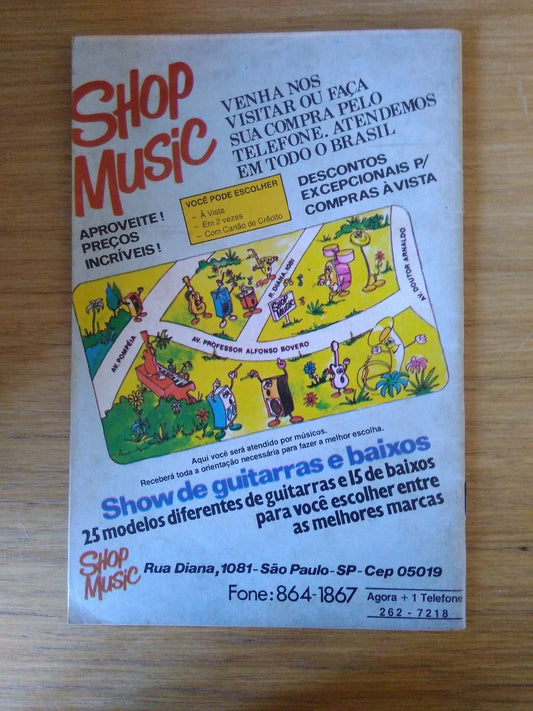 SHOP
MUSIC
VENHA NOS
VISITAR OU FAÇA
SUA COMPRA PELO
TELEFONE. ATENDEMOS
EM TODO O BRASIL
DESCONTOS
EXCEPCIONAIS P/
COMPRAS À VISTA
VOCÊ PODE ESCOLHER
– À Vista
– Em 2 vezes
– Com Cartão de Crédito
APROVEITE!
PREÇOS
INCRÍVEIS!
R. DIANA, 1081
SHOP
MUSIC
AV. DOUTOR ARNALDO
AV. POMPÉIA
AV. PROFESSOR ALFONSO BOVERO
Aqui você será atendido por músicos.
Receberá toda a orientação necessária para fazer a melhor escolha.
Show de guitarras e baixos
25 modelos diferentes de guitarras e 15 de baixos
para você escolher entre
as melhores marcas
SHOP
MUSIC
Rua Diana, 1081 - São Paulo - SP - Cep 05019
Fone: 864-1867
Agora + 1 Telefone
262 - 7218